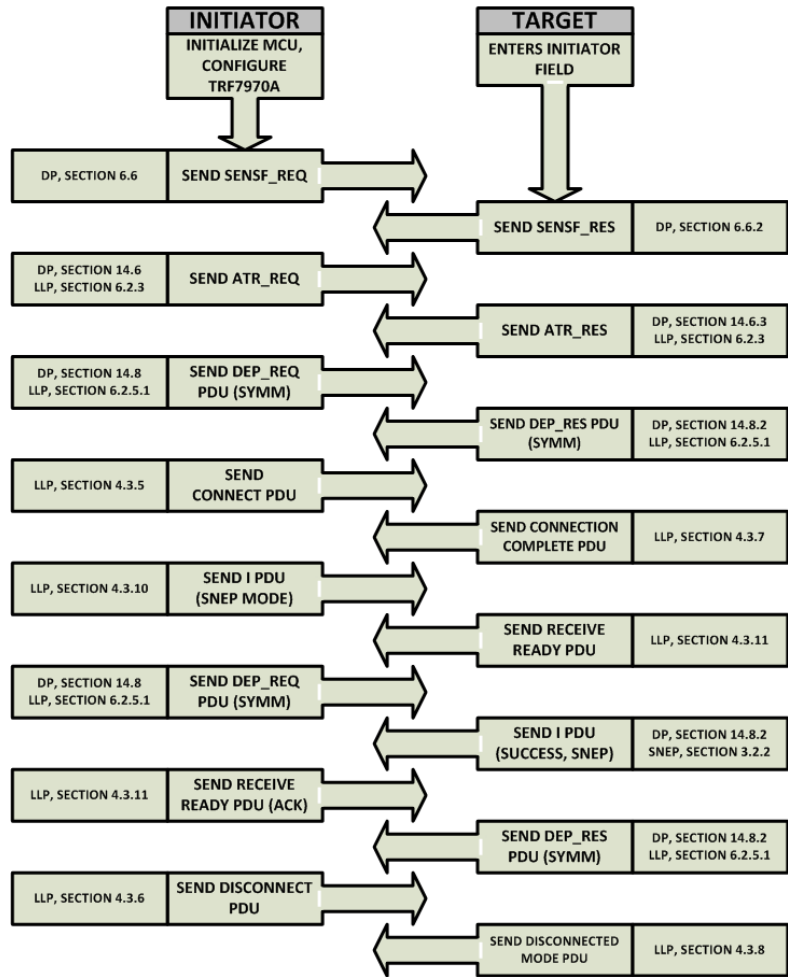 INITIATOR
INITIALIZE MCU,
CONFIGURE
TRF7970A
TARGET
ENTERS INITIATOR
FIELD
DP, SECTION 6.6
SEND SENSF_REQ
SEND SENSF_RES
DP, SECTION 6.6.2
DP, SECTION 14.6
LLP, SECTION 6.2.3
SEND ATR_REQ
SEND ATR_RES
DP, SECTION 14.6.3
LLP, SECTION 6.2.3
DP, SECTION 14.8
LLP, SECTION 6.2.5.1
SEND DEP_REQ
PDU (SYMM)
SEND DEP_RES PDU
(SYMM)
DP, SECTION 14.8.2
LLP, SECTION 6.2.5.1
LLP, SECTION 4.3.5
SEND
CONNECT PDU
SEND CONNECTION
COMPLETE PDU
LLP, SECTION 4.3.7
LLP, SECTION 4.3.10
SEND I PDU
(SNEP MODE)
SEND RECEIVE
READY PDU
LLP, SECTION 4.3.11
DP, SECTION 14.8
LLP, SECTION 6.2.5.1
SEND DEP_REQ
PDU (SYMM)
SEND I PDU
(SUCCESS, SNEP)
DP, SECTION 14.8.2
SNEP, SECTION 3.2.2
LLP, SECTION 4.3.11
SEND RECEIVE
READY PDU (ACK)
SEND DEP_RES
PDU (SYMM)
DP, SECTION 14.8.2
LLP, SECTION 6.2.5.1
LLP, SECTION 4.3.6
SEND DISCONNECT
PDU
SEND DISCONNECTED
MODE PDU
LLP, SECTION 4.3.8